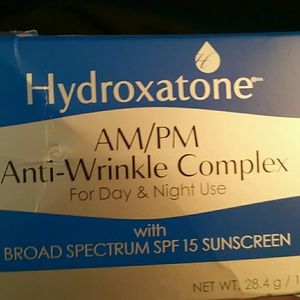 H
Hydroxatone
AM/PM
Anti-Wrinkle Complex
For Day & Night Use
with
BROAD SPECTRUM SPF 15 SUNSCREEN
NET WT. 28.4 g / 1